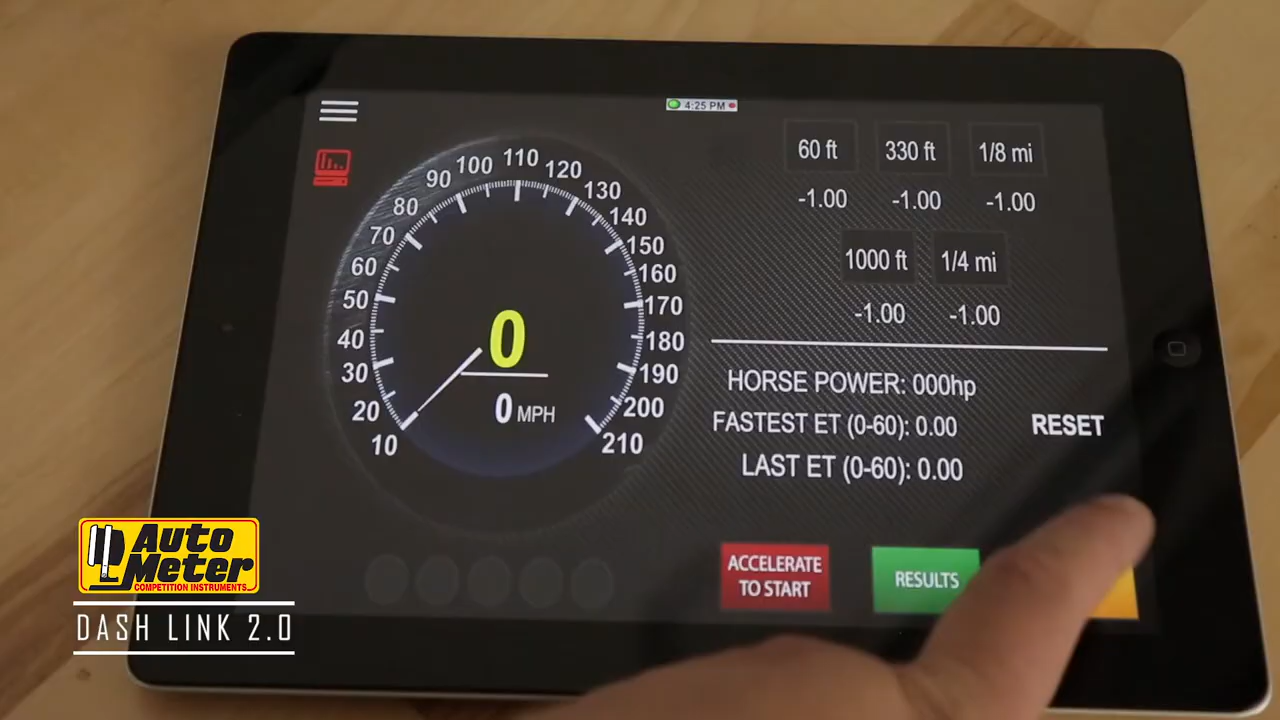 4:25 PM
10
20
30
40
50
60
70
80
90
100
110
120
130
140
150
160
170
180
190
200
210
0
0 MPH
60 ft 330 ft 1/8 mi
-1.00 -1.00 -1.00
1000 ft 1/4 mi
-1.00 -1.00
HORSE POWER: 000hp
FASTEST ET (0-60): 0.00
RESET
LAST ET (0-60): 0.00
ACCELERATE
TO START
RESULTS
Auto
Meter
COMPETITION INSTRUMENTS
DASH LINK 2.0